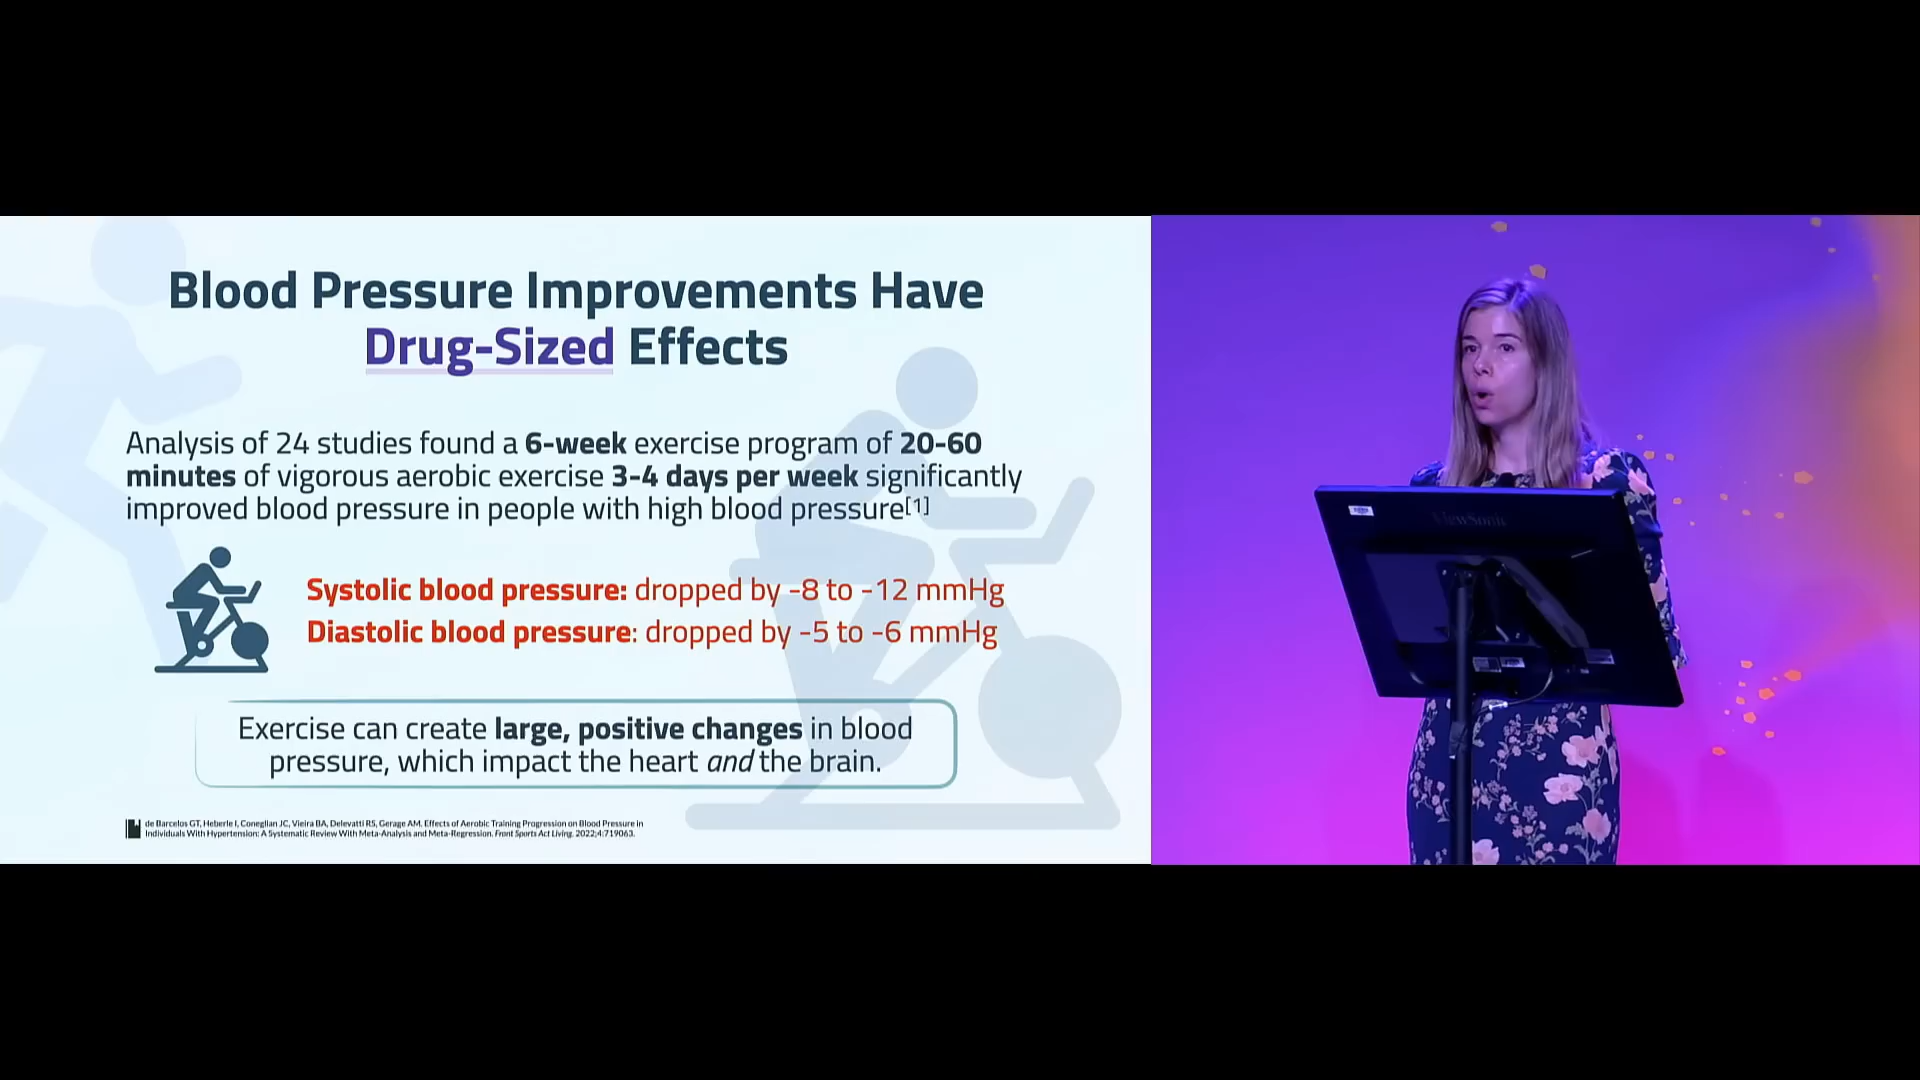 Blood Pressure Improvements Have
Drug-Sized Effects
Analysis of 24 studies found a 6-week exercise program of 20-60
minutes of vigorous aerobic exercise 3-4 days per week significantly
improved blood pressure in people with high blood pressure[1]
Systolic blood pressure: dropped by -8 to -12 mmHg
Diastolic blood pressure: dropped by -5 to -6 mmHg
Exercise can create large, positive changes in blood
pressure, which impact the heart and the brain.
de Barcelos GT, Heberle I, Coneglian JC, Vieira BA, Delevatti RS, Gerage AM. Effects of Aerobic Training Progression on Blood Pressure in
Individuals With Hypertension: A Systematic Review With Meta-Analysis and Meta-Regression. Front Sports Act Living. 2022;4:719063.
ViewSonic